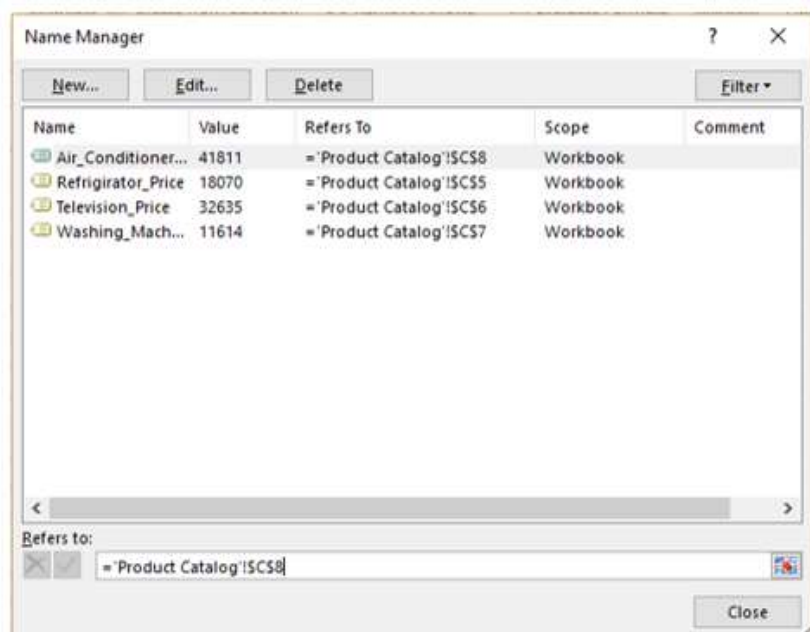 Name Manager ? ×
New... Edit... Delete Filter
Name Value Refers To Scope Comment
Air_Conditioner... 41811 ='Product Catalog'!$C$8 Workbook
Refrigirator_Price 18070 ='Product Catalog'!$C$5 Workbook
Television_Price 32635 ='Product Catalog'!$C$6 Workbook
Washing_Mach... 11614 ='Product Catalog'!$C$7 Workbook
Refers to:
='Product Catalog'!$C$8
Close